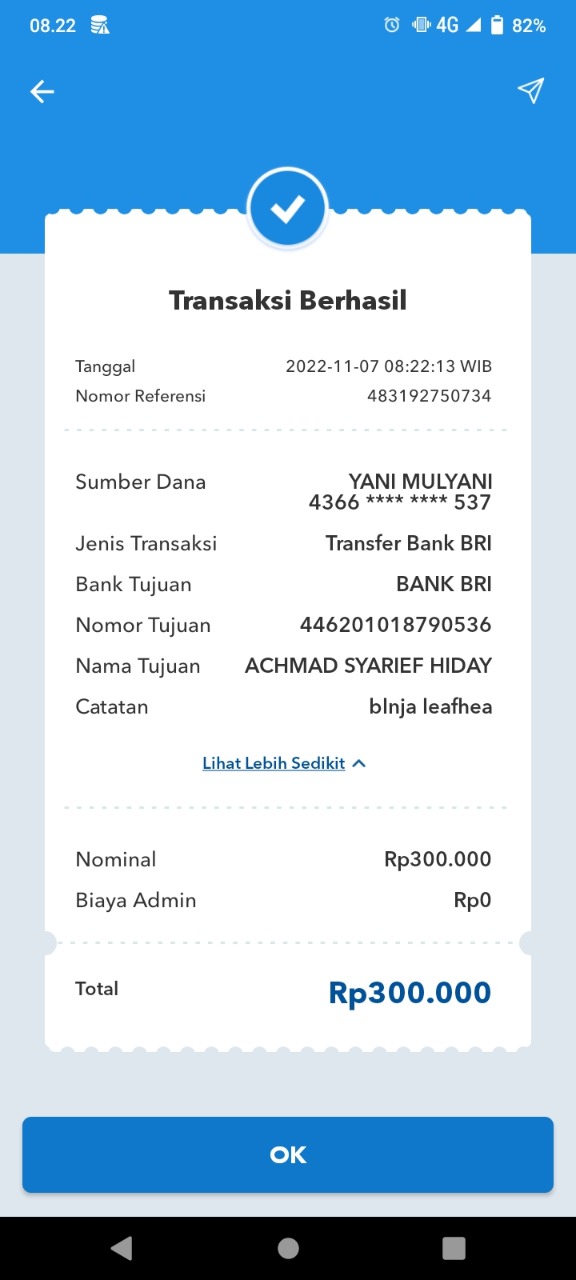 08.22 4G 82%
Transaksi Berhasil
Tanggal 2022-11-07 08:22:13 WIB
Nomor Referensi 483192750734
Sumber Dana YANI MULYANI
4366 **** **** 537
Jenis Transaksi Transfer Bank BRI
Bank Tujuan BANK BRI
Nomor Tujuan 446201018790536
Nama Tujuan ACHMAD SYARIEF HIDAY
Catatan blnja leafhea
Lihat Lebih Sedikit
Nominal Rp300.000
Biaya Admin Rp0
Total Rp300.000
OK